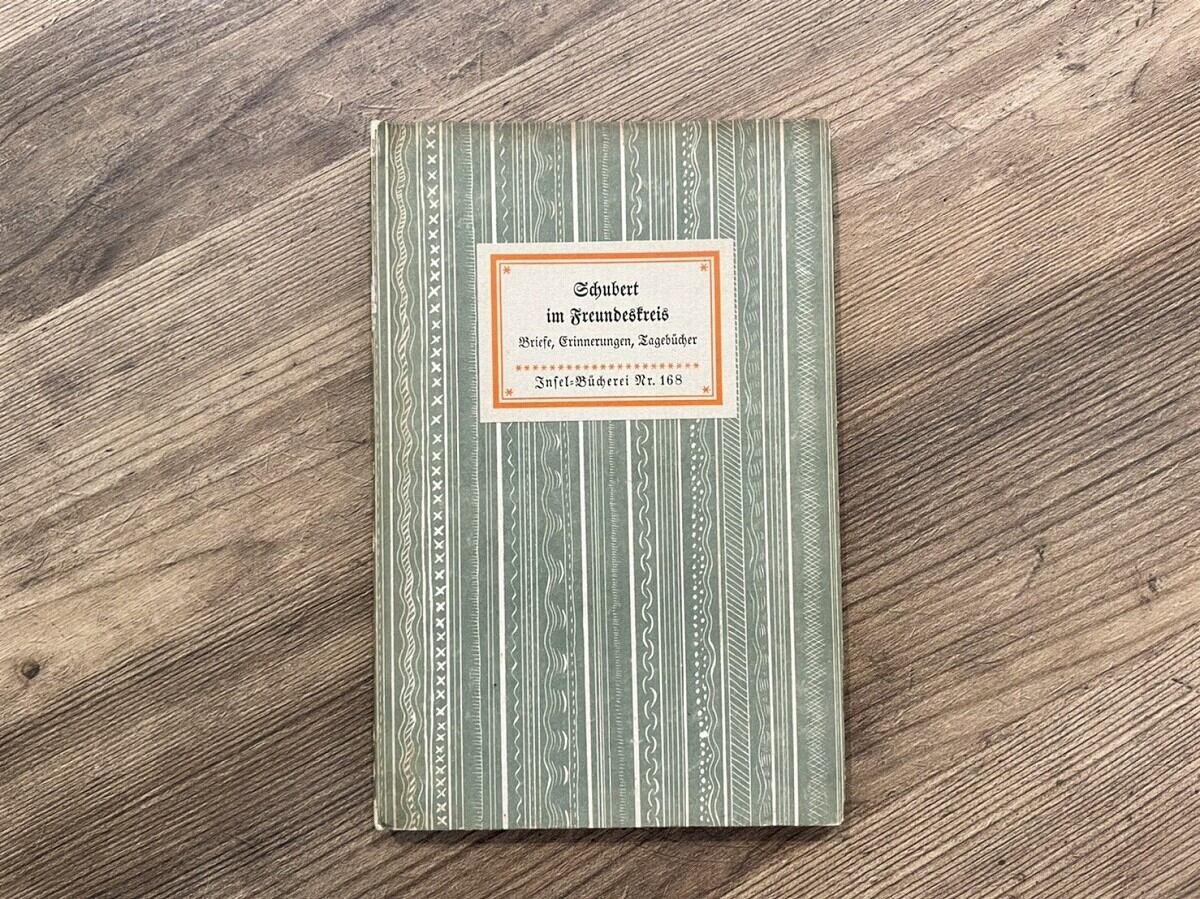 Schubert
im Freundeskreis
Briefe, Erinnerungen, Tagebücher
Insel-Bücherei Nr. 168